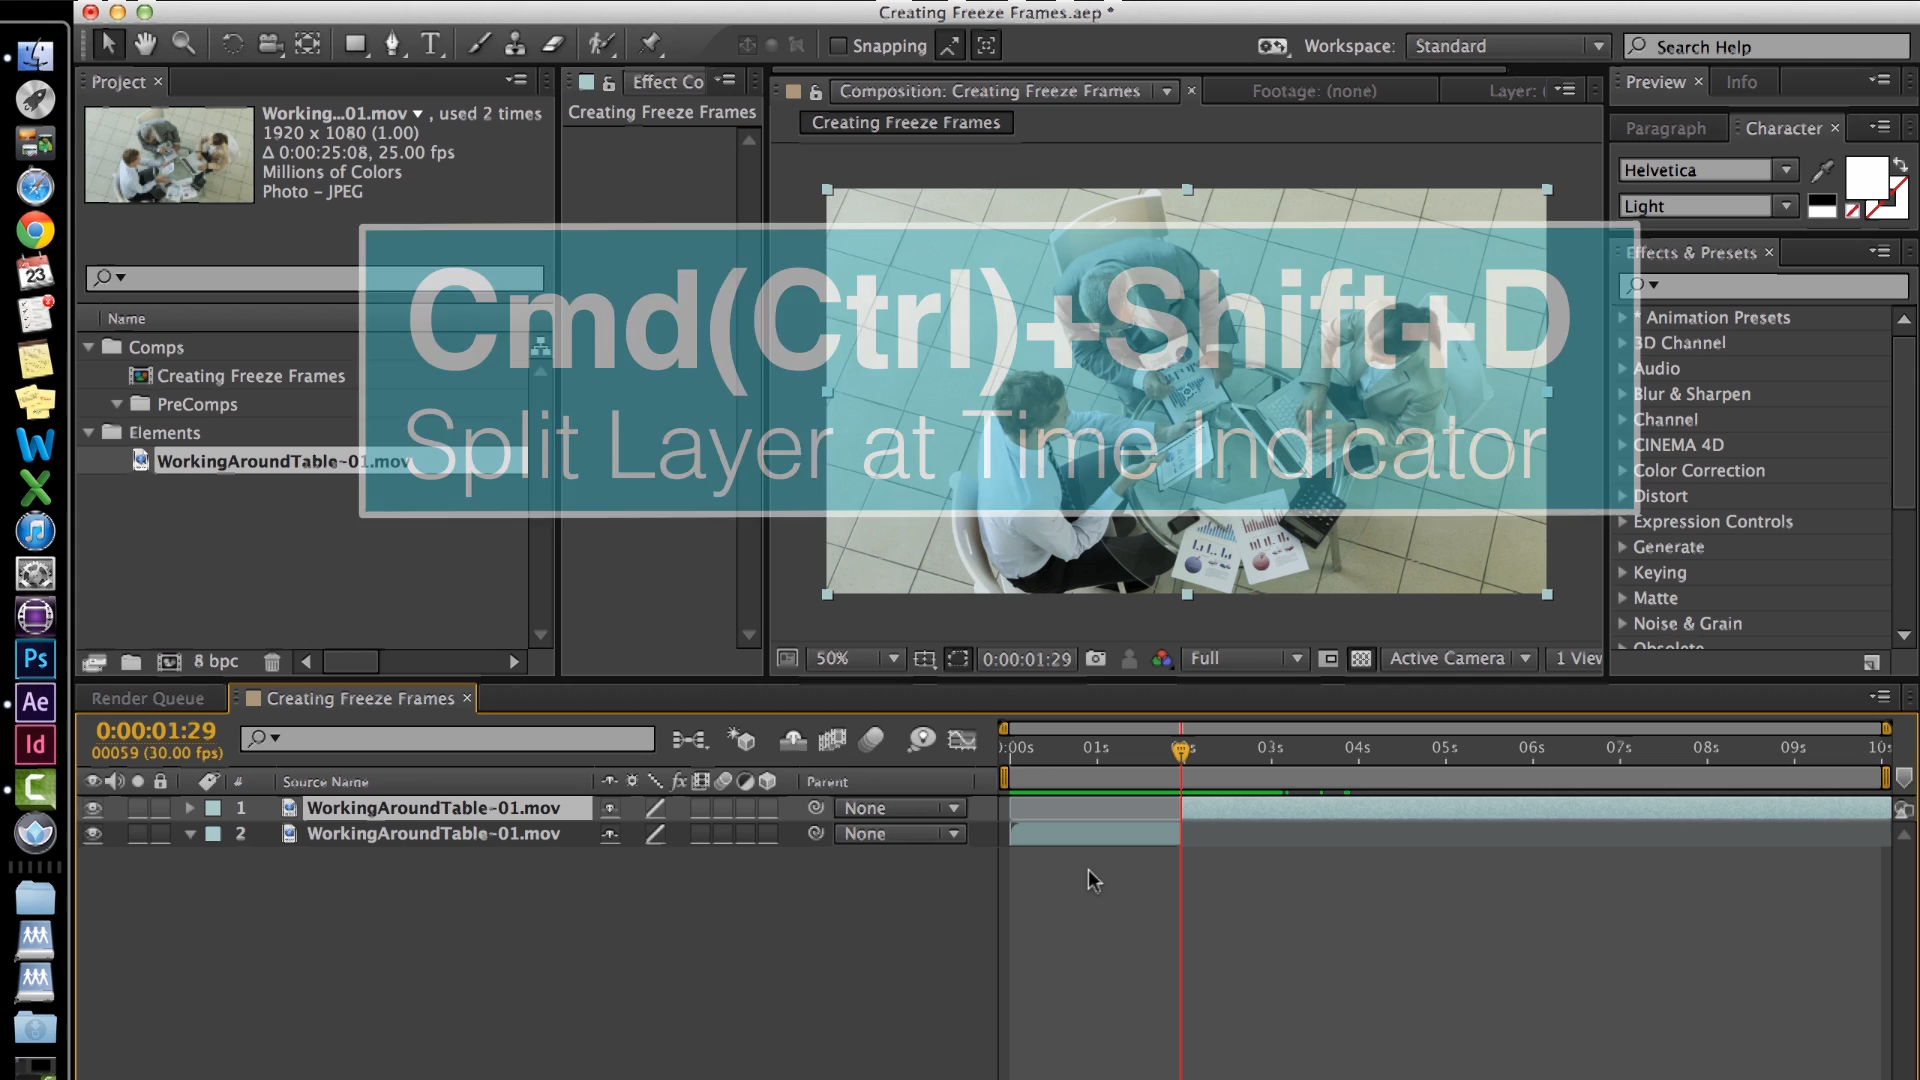 Creating Freeze Frames.aep *
Snapping
Workspace: Standard
Search Help
Project ×
Working...01.mov ▼ , used 2 times
1920 x 1080 (1.00)
Δ 0:00:25:08, 25.00 fps
Millions of Colors
Photo – JPEG
Name
Comps
Creating Freeze Frames
PreComps
Elements
WorkingAroundTable-01.mov
8 bpc
Effect Co
Creating Freeze Frames
Composition: Creating Freeze Frames
Footage: (none)
Layer: (
Creating Freeze Frames
Cmd(Ctrl)+Shift+D
Split Layer at Time Indicator
50%
0:00:01:29
Full
Active Camera
1 View
Preview ×
Info
Paragraph
Character ×
Helvetica
Light
Effects & Presets ×
* Animation Presets
3D Channel
Audio
Blur & Sharpen
Channel
CINEMA 4D
Color Correction
Distort
Expression Controls
Generate
Keying
Matte
Noise & Grain
Obsolete
23
2
W
X
Ps
Ae
Id
C
Render Queue
Creating Freeze Frames ×
0:00:01:29
00059 (30.00 fps)
):00s 01s 03s 04s 05s 06s 07s 08s 09s 10s
# Source Name
fx
Parent
1 WorkingAroundTable-01.mov None
2 WorkingAroundTable-01.mov None